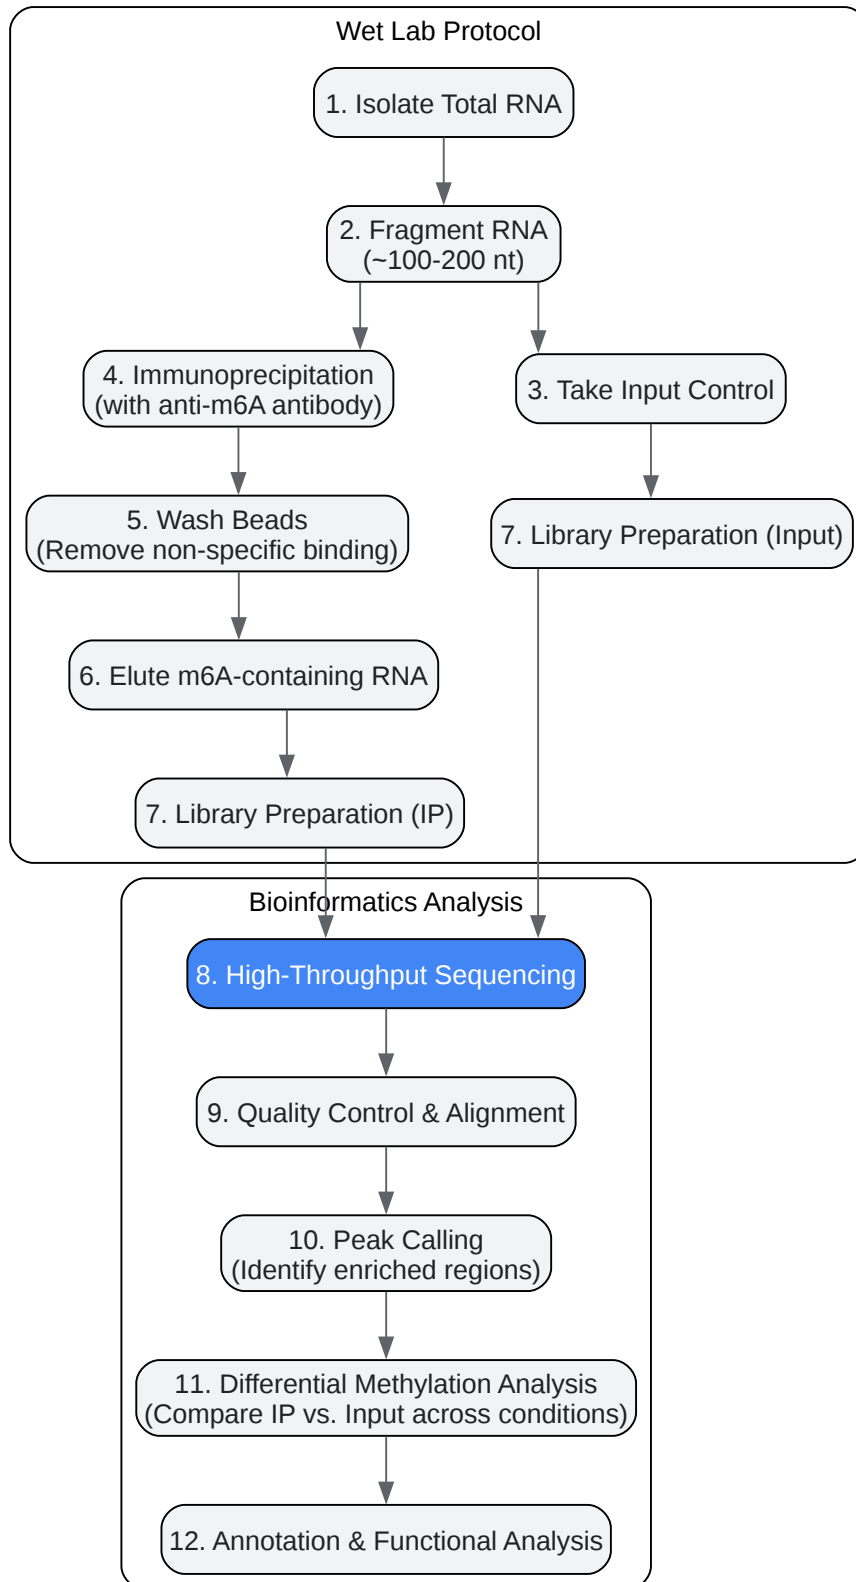 Wet Lab Protocol
1. Isolate Total RNA
2. Fragment RNA
(~100-200 nt)
4. Immunoprecipitation
(with anti-m6A antibody)
3. Take Input Control
5. Wash Beads
(Remove non-specific binding)
7. Library Preparation (Input)
6. Elute m6A-containing RNA
7. Library Preparation (IP)
Bioinformatics Analysis
8. High-Throughput Sequencing
9. Quality Control & Alignment
10. Peak Calling
(Identify enriched regions)
11. Differential Methylation Analysis
(Compare IP vs. Input across conditions)
12. Annotation & Functional Analysis